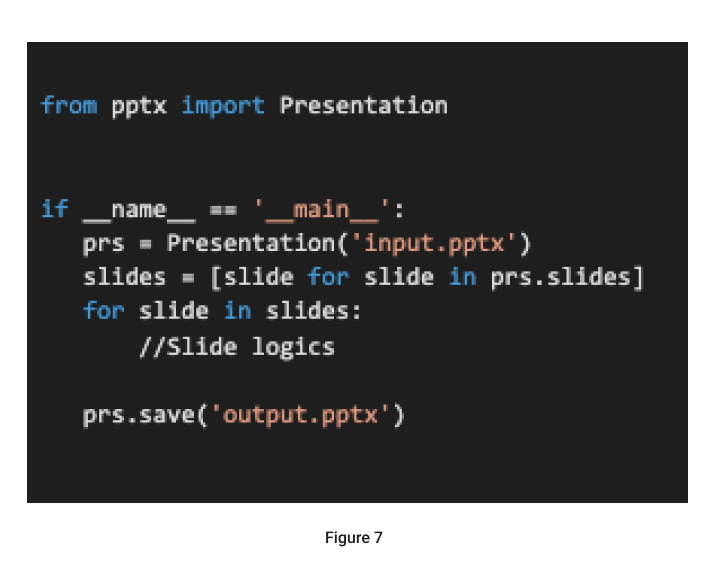 from pptx import Presentation
if __name__ == '__main__':
prs = Presentation('input.pptx')
slides = [slide for slide in prs.slides]
for slide in slides:
//Slide logics
prs.save('output.pptx')
Figure 7